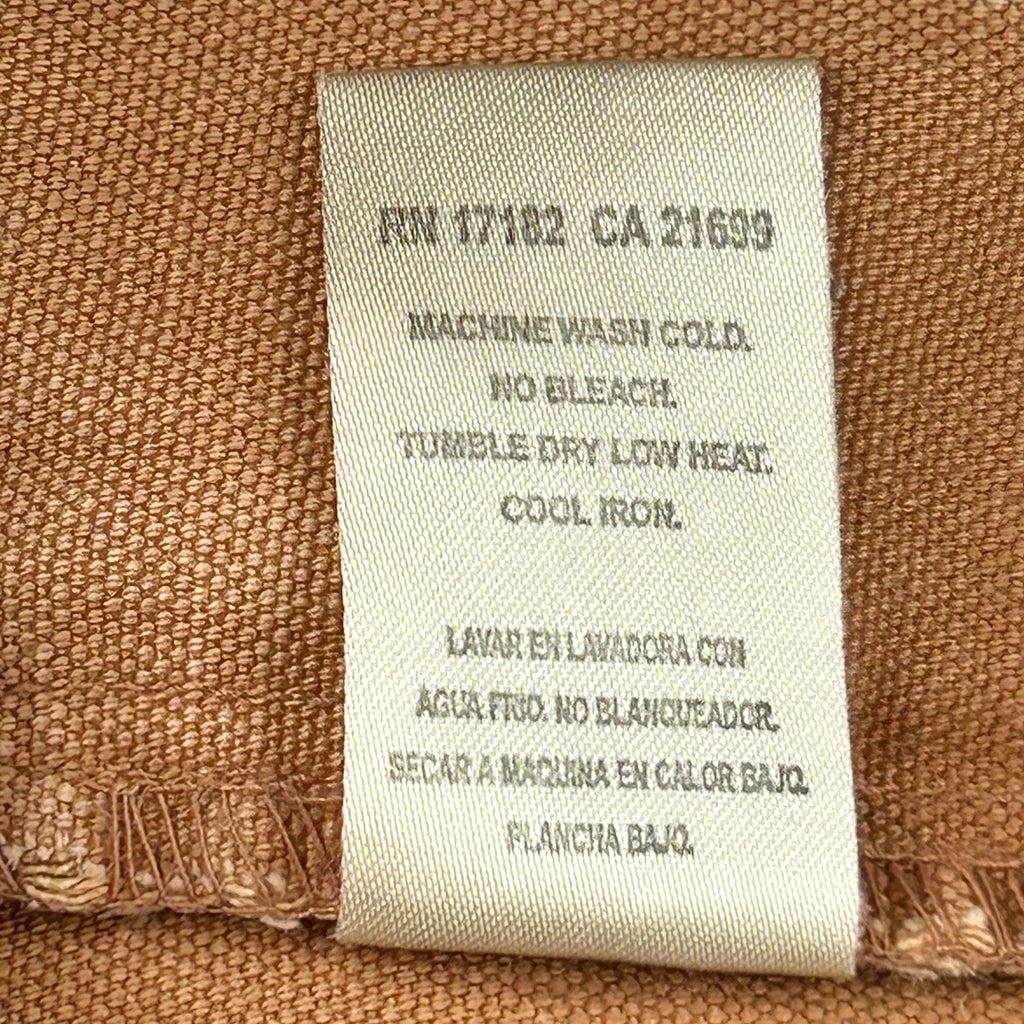 RN 17182 CA 21699
MACHINE WASH COLD.
NO BLEACH.
TUMBLE DRY LOW HEAT.
COOL IRON.
LAVAR EN LAVADORA CON
AGUA FRIO. NO BLANQUEADOR.
SECAR A MAQUINA EN CALOR BAJO.
PLANCHA BAJO.